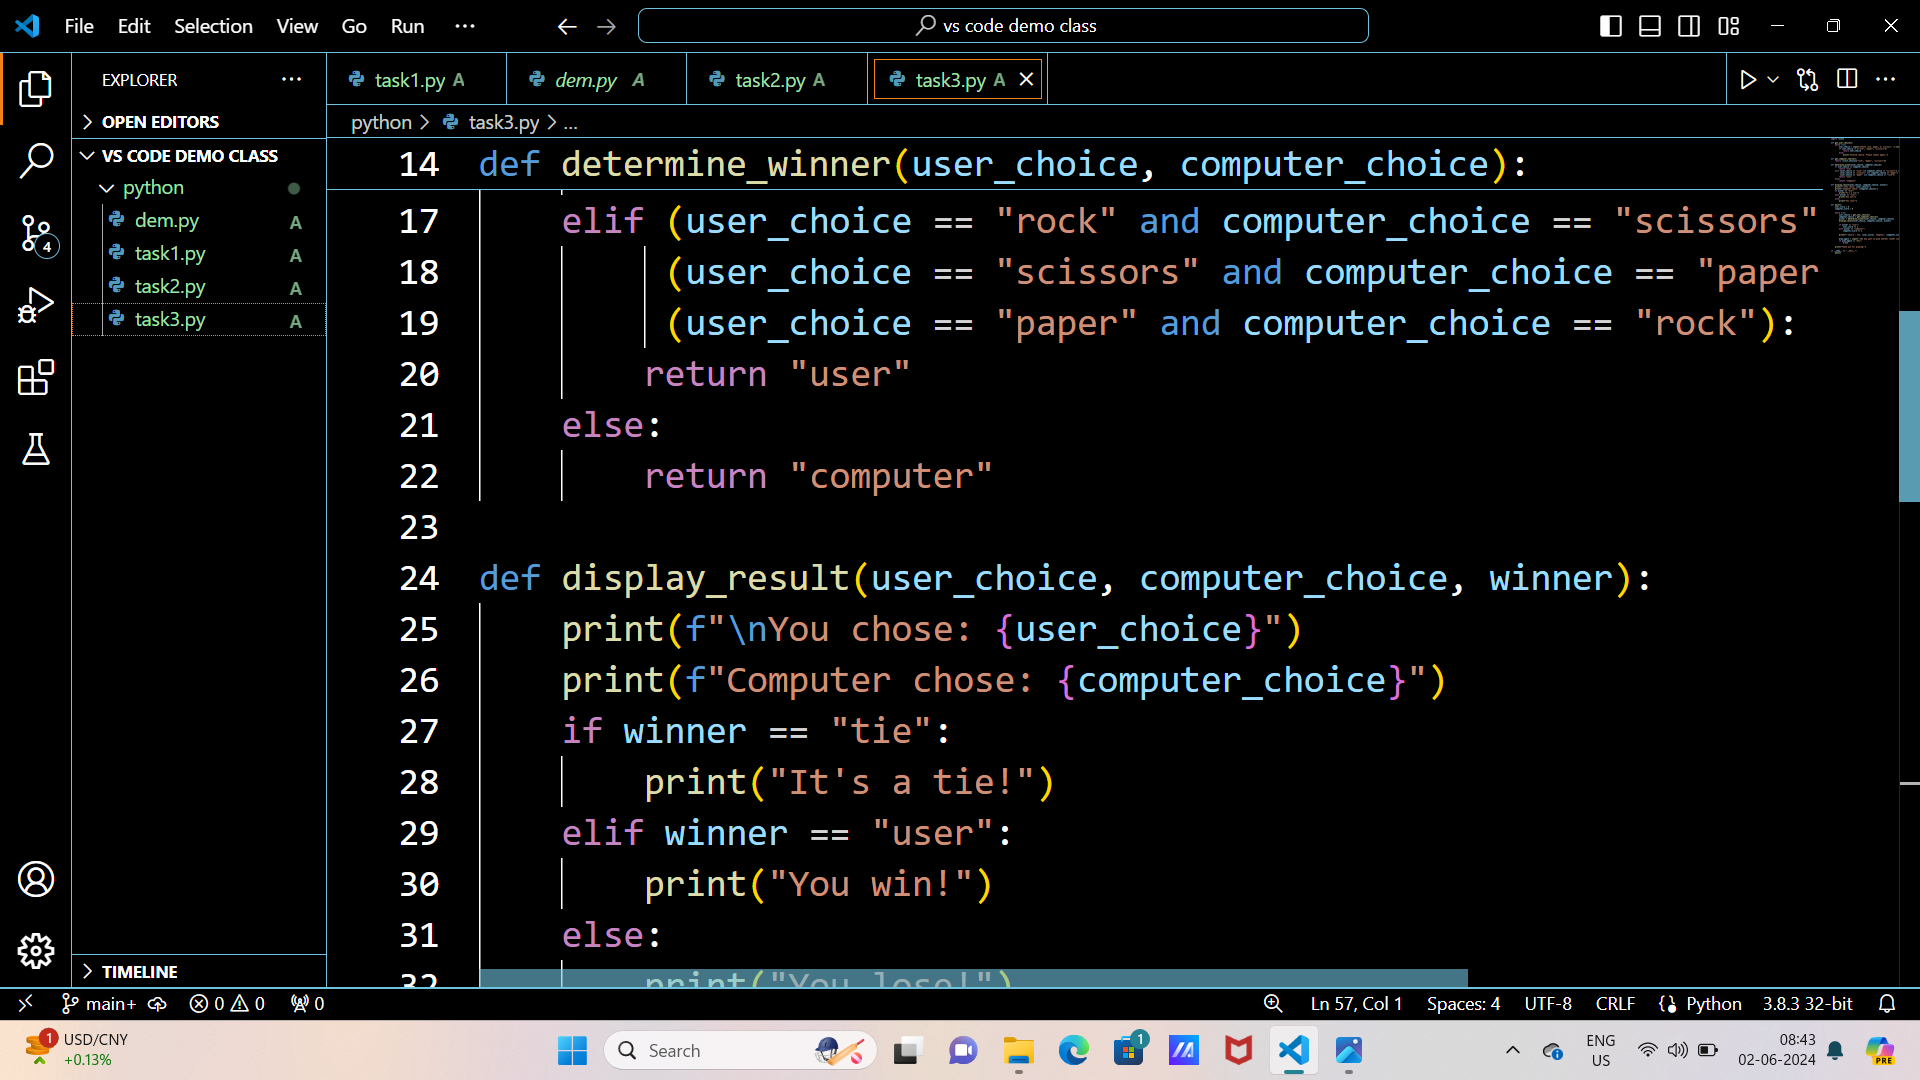 File Edit Selection View Go Run ...
vs code demo class
EXPLORER ...
task1.py A
dem.py A
task2.py A
task3.py A
OPEN EDITORS
python > task3.py > ...
VS CODE DEMO CLASS
python
dem.py A
task1.py A
task2.py A
task3.py A
4
TIMELINE
14 def determine_winner(user_choice, computer_choice):
17 elif (user_choice == "rock" and computer_choice == "scissors"
18 (user_choice == "scissors" and computer_choice == "paper
19 (user_choice == "paper" and computer_choice == "rock"):
20 return "user"
21 else:
22 return "computer"
23
24 def display_result(user_choice, computer_choice, winner):
25 print(f"\nYou chose: {user_choice}")
26 print(f"Computer chose: {computer_choice}")
27 if winner == "tie":
28 print("It's a tie!")
29 elif winner == "user":
30 print("You win!")
31 else:
32 print("You lose!")
main+ 0 0 0
Ln 57, Col 1 Spaces: 4 UTF-8 CRLF Python 3.8.3 32-bit
1
USD/CNY
+0.13%
Search
1
ENG
US
08:43
02-06-2024
PRE